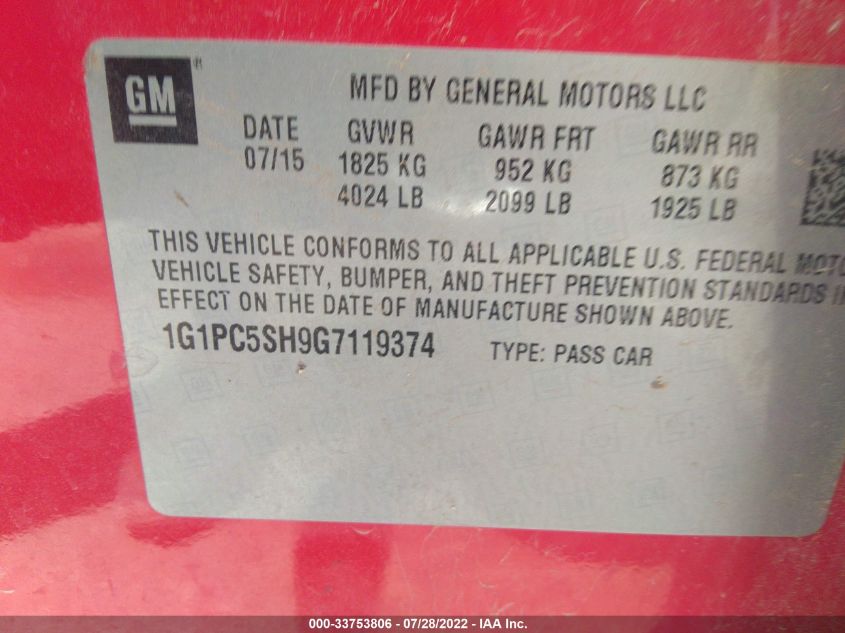 GM®
MFD BY GENERAL MOTORS LLC
DATE GVWR GAWR FRT GAWR RR
07/15 1825 KG 952 KG 873 KG
4024 LB 2099 LB 1925 LB
THIS VEHICLE CONFORMS TO ALL APPLICABLE U.S. FEDERAL MOTO
VEHICLE SAFETY, BUMPER, AND THEFT PREVENTION STANDARDS I
EFFECT ON THE DATE OF MANUFACTURE SHOWN ABOVE.
1G1PC5SH9G7119374 TYPE: PASS CAR
000-33753806 - 07/28/2022 - IAA Inc.